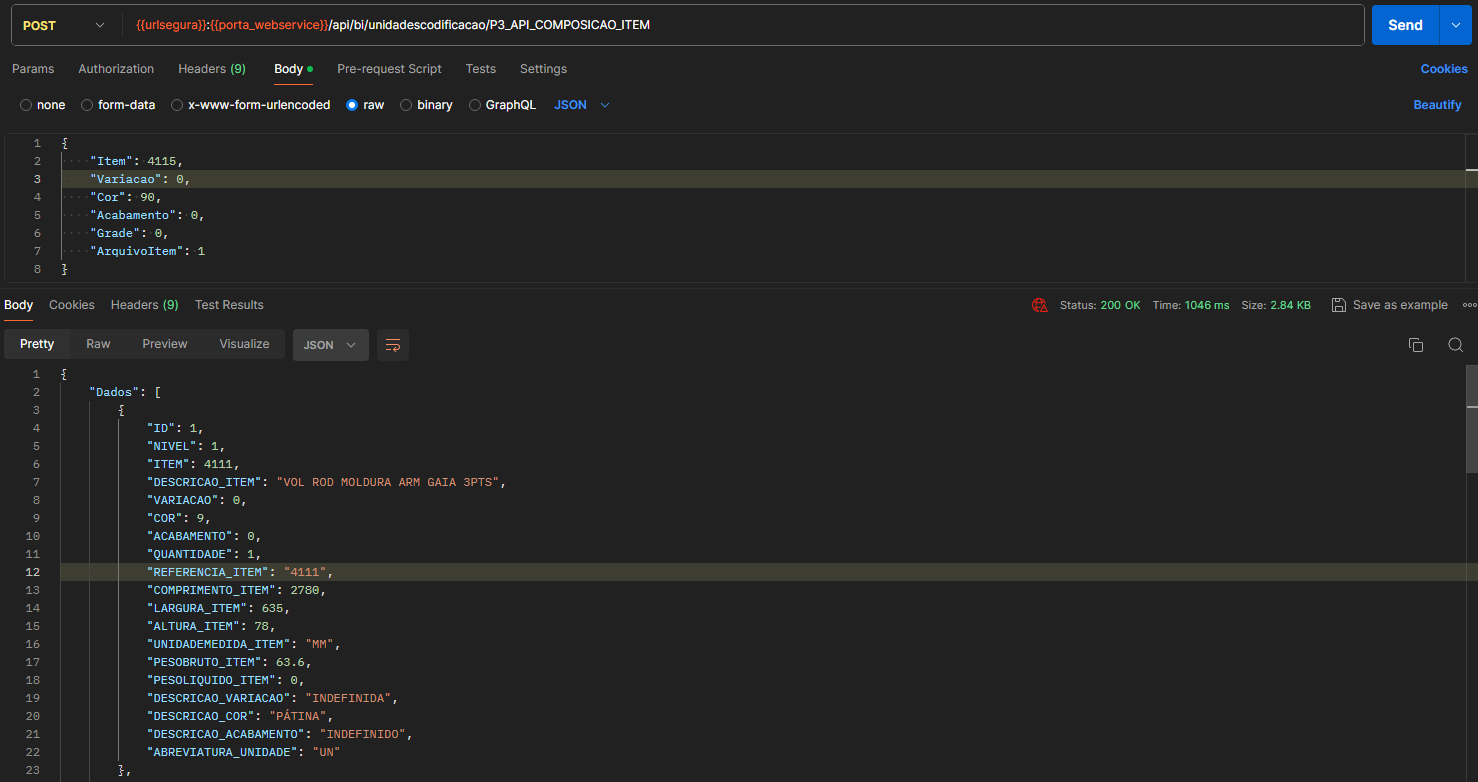 POST {{urlsegura}}:{{porta_webservice}}/api/bi/unidadescodificacao/P3_API_COMPOSICAO_ITEM Send
Params Authorization Headers (9) Body Pre-request Script Tests Settings Cookies
none form-data x-www-form-urlencoded raw binary GraphQL JSON Beautify
1 {
2 "Item": 4115,
3 "Variacao": 0,
4 "Cor": 90,
5 "Acabamento": 0,
6 "Grade": 0,
7 "ArquivoItem": 1
8 }
Body Cookies Headers (9) Test Results Status: 200 OK Time: 1046 ms Size: 2.84 KB Save as example
Pretty Raw Preview Visualize JSON
1 {
2 "Dados": [
3 {
4 "ID": 1,
5 "NIVEL": 1,
6 "ITEM": 4111,
7 "DESCRICAO_ITEM": "VOL ROD MOLDURA ARM GAIA 3PTS",
8 "VARIACAO": 0,
9 "COR": 9,
10 "ACABAMENTO": 0,
11 "QUANTIDADE": 1,
12 "REFERENCIA_ITEM": "4111",
13 "COMPRIMENTO_ITEM": 2780,
14 "LARGURA_ITEM": 635,
15 "ALTURA_ITEM": 78,
16 "UNIDADEMEDIDA_ITEM": "MM",
17 "PESOBRUTO_ITEM": 63.6,
18 "PESOLIQUIDO_ITEM": 0,
19 "DESCRICAO_VARIACAO": "INDEFINIDA",
20 "DESCRICAO_COR": "PÁTINA",
21 "DESCRICAO_ACABAMENTO": "INDEFINIDO",
22 "ABREVIATURA_UNIDADE": "UN"
23 },